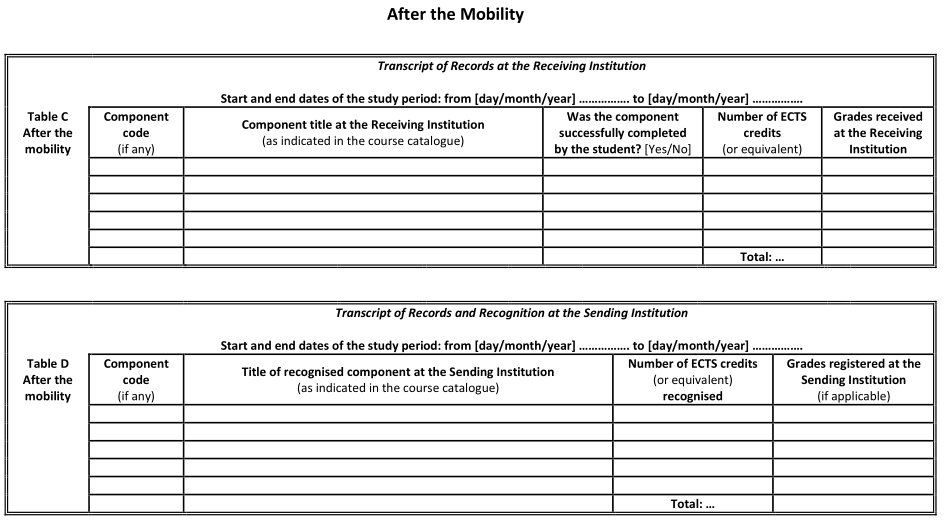 After the Mobility
Transcript of Records at the Receiving Institution
Start and end dates of the study period: from [day/month/year] ……………. to [day/month/year] …………….
Table C
After the
mobility
Component
code
(if any)
Component title at the Receiving Institution
(as indicated in the course catalogue)
Was the component
successfully completed
by the student? [Yes/No]
Number of ECTS
credits
(or equivalent)
Grades received
at the Receiving
Institution
Total: …
Transcript of Records and Recognition at the Sending Institution
Start and end dates of the study period: from [day/month/year] ……………. to [day/month/year] …………….
Table D
After the
mobility
Component
code
(if any)
Title of recognised component at the Sending Institution
(as indicated in the course catalogue)
Number of ECTS credits
(or equivalent)
recognised
Grades registered at the
Sending Institution
(if applicable)
Total: …